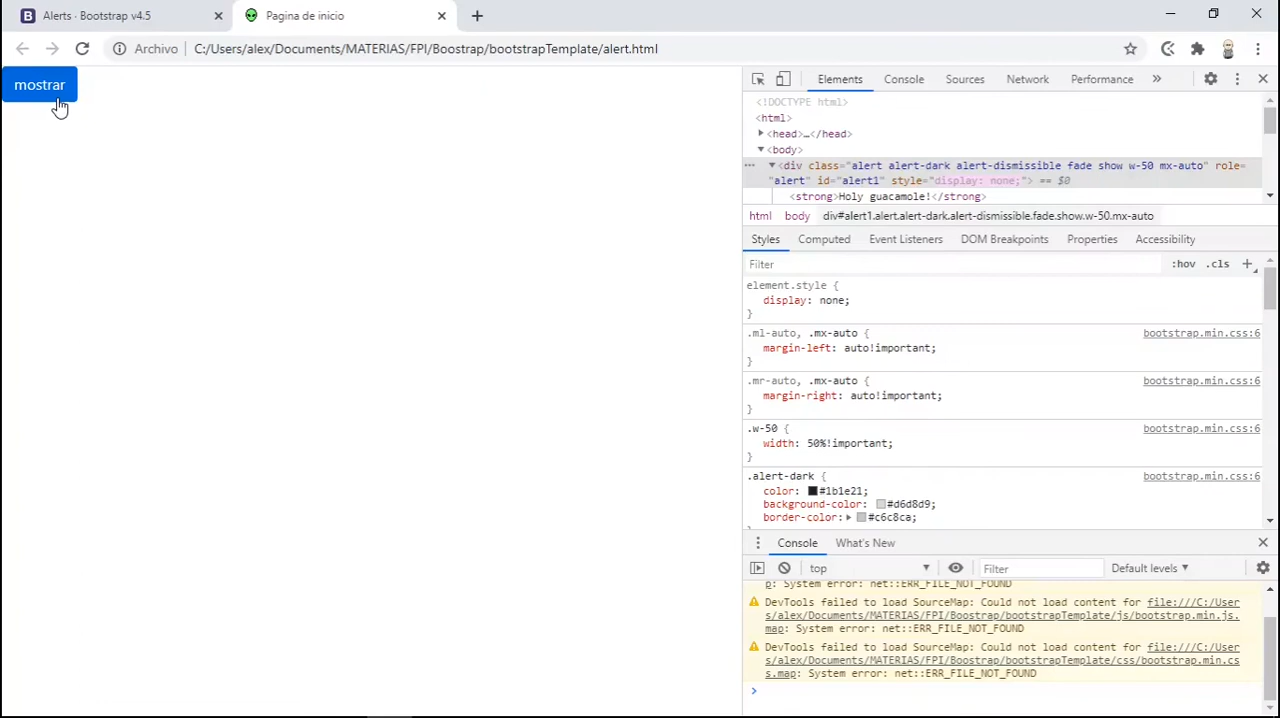 Alerts · Bootstrap v4.5
Pagina de inicio
Archivo
C:/Users/alex/Documents/MATERIAS/FPI/Boostrap/bootstrapTemplate/alert.html
mostrar
Elements Console Sources Network Performance »
<!DOCTYPE html>
<html>
<head>…</head>
<body>
<div class="alert alert-dark alert-dismissible fade show w-50 mx-auto" role=
"alert" id="alert1" style="display: none;"> == $0
<strong>Holy guacamole!</strong>
html body div#alert1.alert.alert-dark.alert-dismissible.fade.show.w-50.mx-auto
Styles Computed Event Listeners DOM Breakpoints Properties Accessibility
Filter :hov .cls +
element.style {
display: none;
}
.ml-auto, .mx-auto { bootstrap.min.css:6
margin-left: auto!important;
}
.mr-auto, .mx-auto { bootstrap.min.css:6
margin-right: auto!important;
}
.w-50 { bootstrap.min.css:6
width: 50%!important;
}
.alert-dark { bootstrap.min.css:6
color: #1b1e21;
background-color: #d6d8d9;
border-color: #c6c8ca;
Console What's New
top Filter Default levels
p: System error: net::ERR_FILE_NOT_FOUND
DevTools failed to load SourceMap: Could not load content for file:///C:/User
s/alex/Documents/MATERIAS/FPI/Boostrap/bootstrapTemplate/js/bootstrap.min.js.
map: System error: net::ERR_FILE_NOT_FOUND
DevTools failed to load SourceMap: Could not load content for file:///C:/User
s/alex/Documents/MATERIAS/FPI/Boostrap/bootstrapTemplate/css/bootstrap.min.cs
s.map: System error: net::ERR_FILE_NOT_FOUND